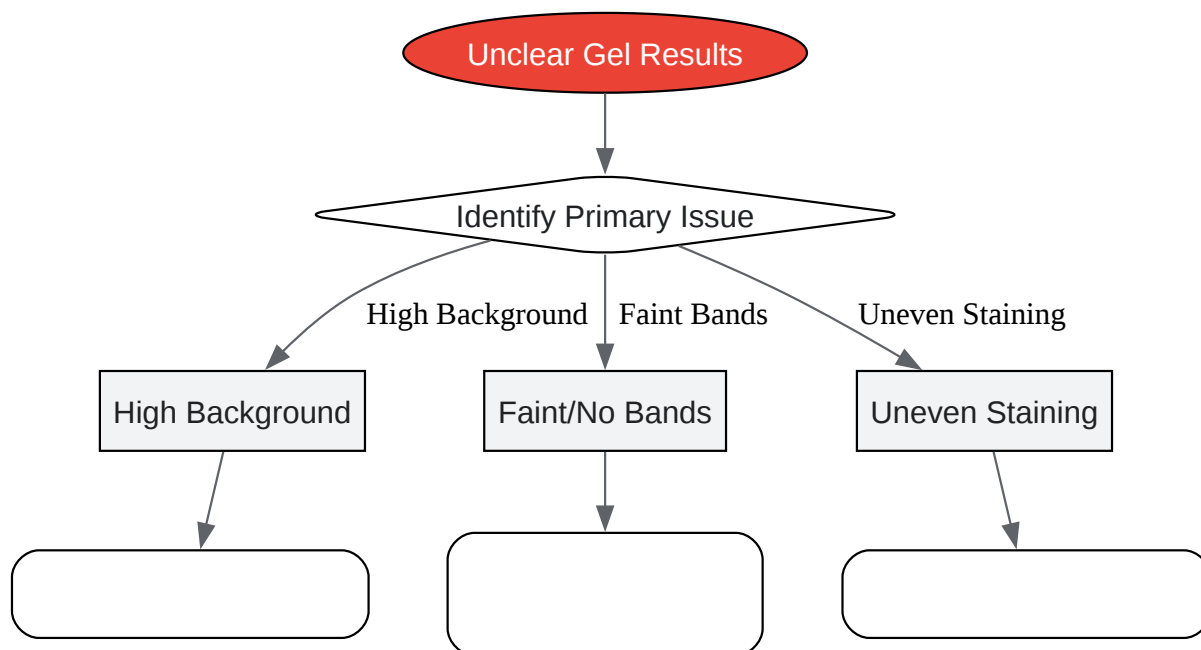 Unclear Gel Results
Identify Primary Issue
High Background
Faint Bands
Uneven Staining
High Background
Faint/No Bands
Uneven Staining